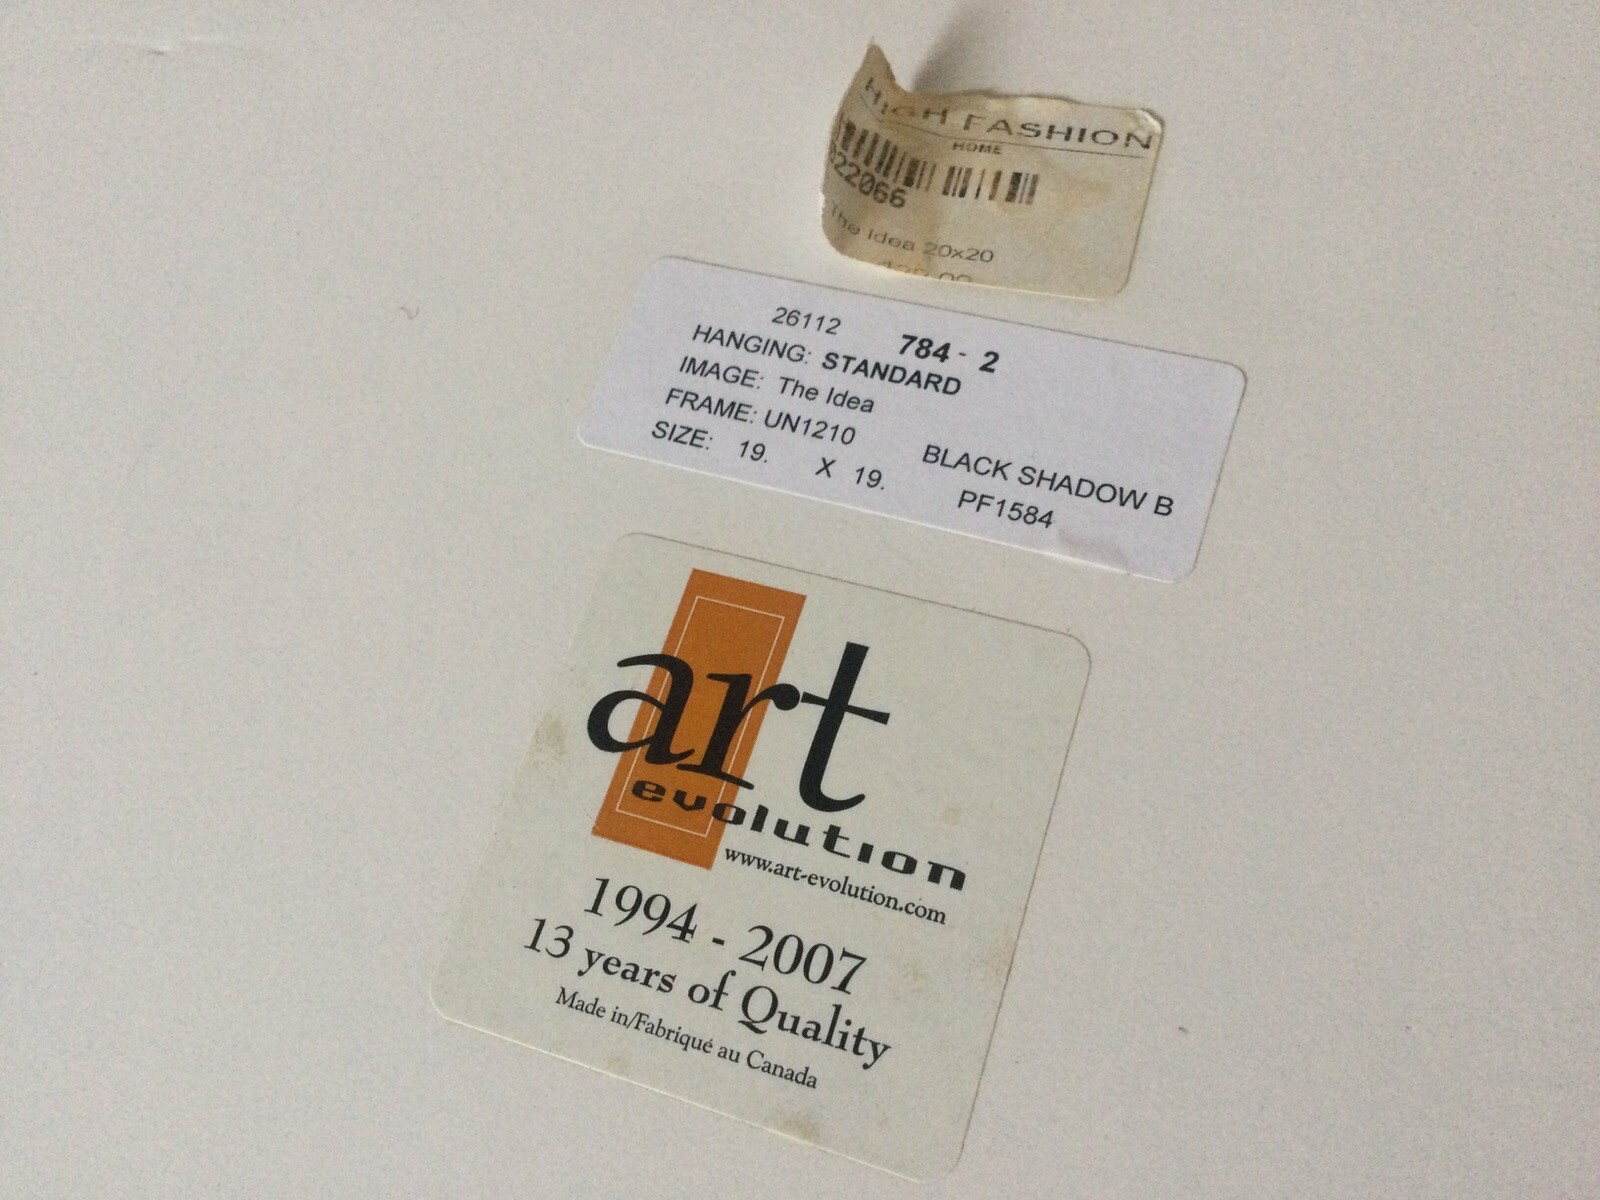 HIGH FASHION
HOME
22066
The Idea 20x20
26112 784 - 2
HANGING: STANDARD
IMAGE: The Idea
FRAME: UN1210 BLACK SHADOW B
SIZE: 19. X 19. PF1584
art
evolution
www.art-evolution.com
1994 - 2007
13 years of Quality
Made in/Fabriqué au Canada